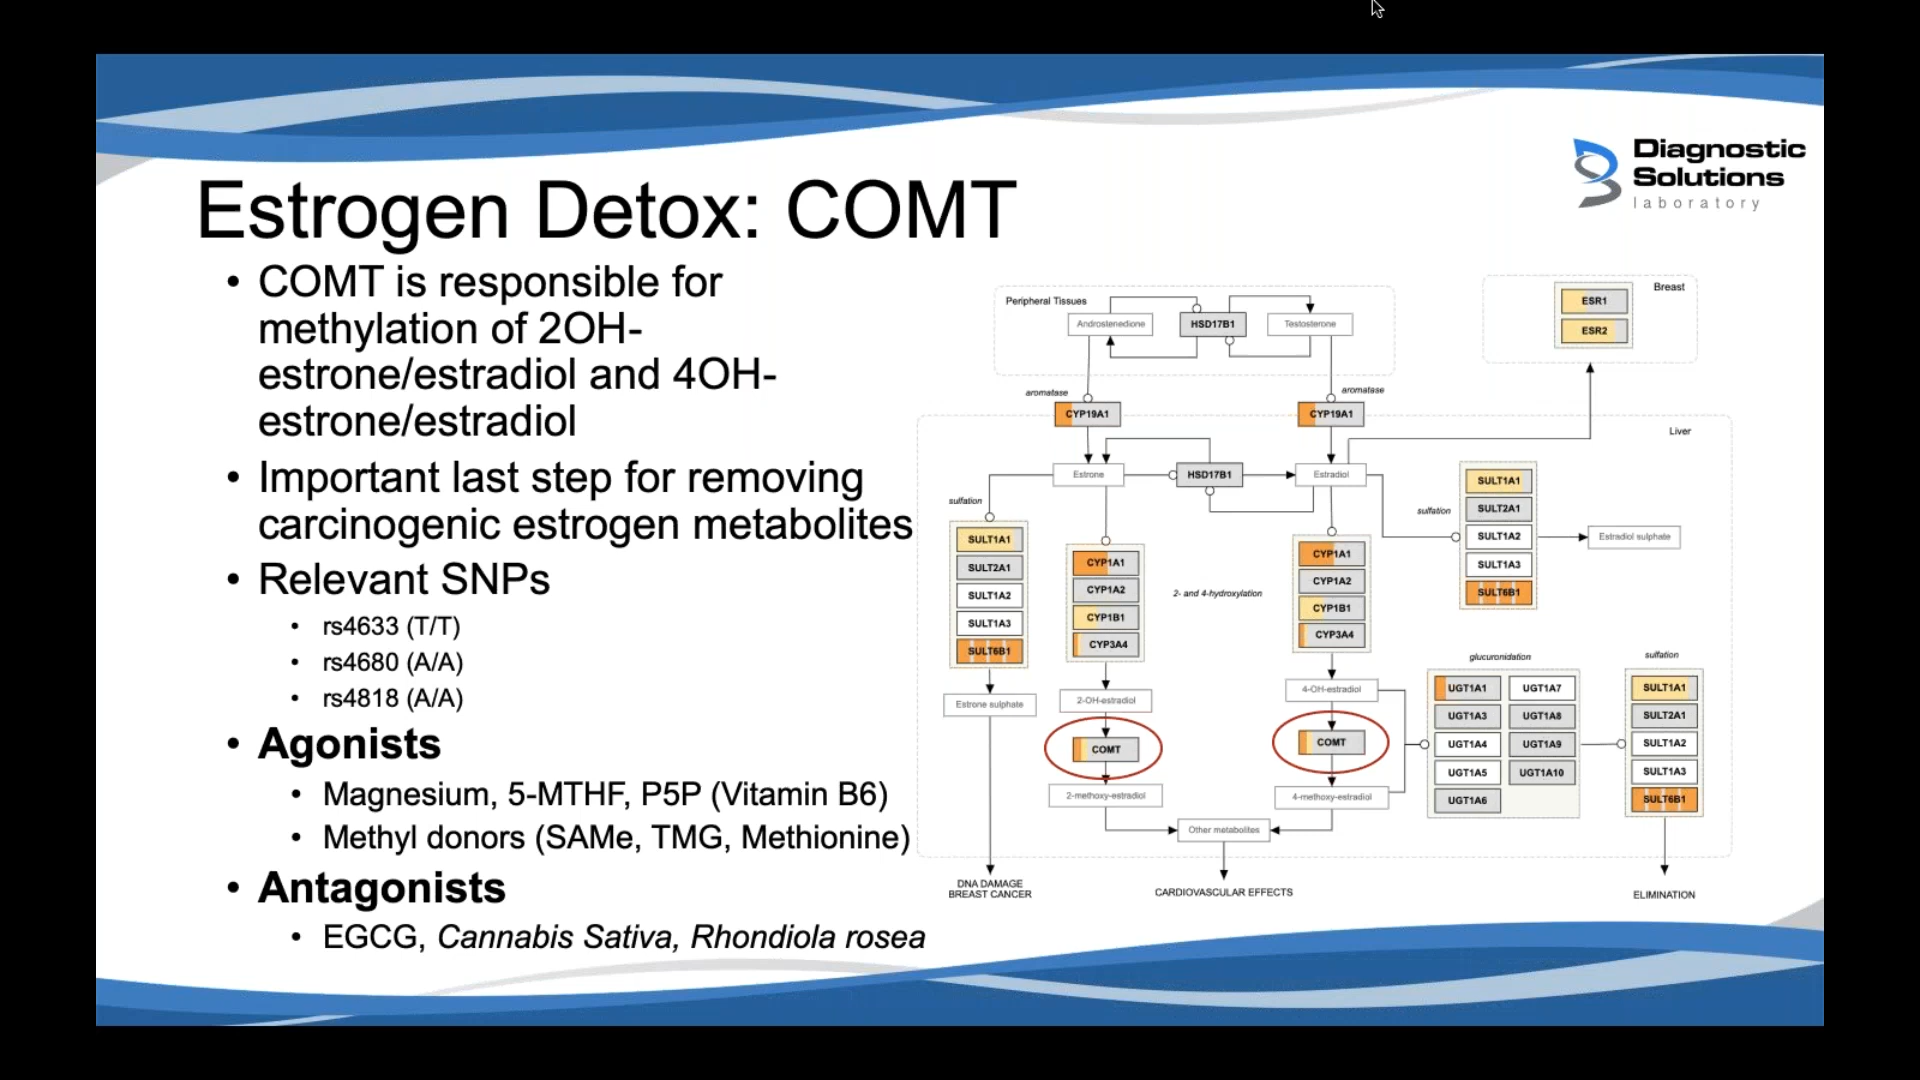 Diagnostic
Solutions
laboratory
Estrogen Detox: COMT
• COMT is responsible for
methylation of 2OH-
estrone/estradiol and 4OH-
estrone/estradiol
• Important last step for removing
carcinogenic estrogen metabolites
• Relevant SNPs
• rs4633 (T/T)
• rs4680 (A/A)
• rs4818 (A/A)
• Agonists
• Magnesium, 5-MTHF, P5P (Vitamin B6)
• Methyl donors (SAMe, TMG, Methionine)
• Antagonists
• EGCG, Cannabis Sativa, Rhondiola rosea
Peripheral Tissues
Androstenedione
HSD17B1
Testosterone
Breast
ESR1
ESR2
aromatase
aromatase
CYP19A1
CYP19A1
Liver
Estrone
HSD17B1
Estradiol
sulfation
SULT1A1
SULT2A1
SULT1A2
SULT1A3
SULT6B1
Estrone sulphate
CYP1A1
CYP1A2
CYP1B1
CYP3A4
2- and 4-hydroxylation
CYP1A1
CYP1A2
CYP1B1
CYP3A4
sulfation
SULT1A1
SULT2A1
SULT1A2
SULT1A3
SULT6B1
Estradiol sulphate
2-OH-estradiol
COMT
2-methoxy-estradiol
4-OH-estradiol
COMT
4-methoxy-estradiol
Other metabolites
glucuronidation
UGT1A1
UGT1A7
UGT1A3
UGT1A8
UGT1A4
UGT1A9
UGT1A5
UGT1A10
UGT1A6
sulfation
SULT1A1
SULT2A1
SULT1A2
SULT1A3
SULT6B1
DNA DAMAGE
BREAST CANCER
CARDIOVASCULAR EFFECTS
ELIMINATION